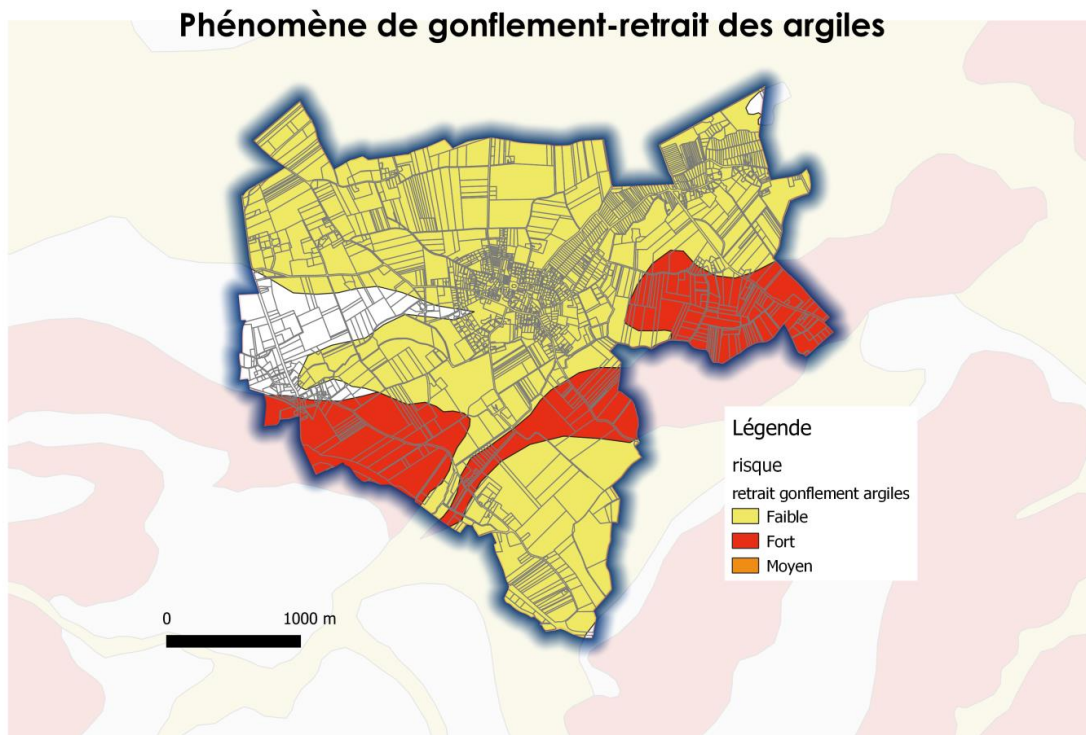 Phénomène de gonflement-retrait des argiles
Légende
risque
retrait gonflement argiles
Faible
Fort
Moyen
0 1000 m